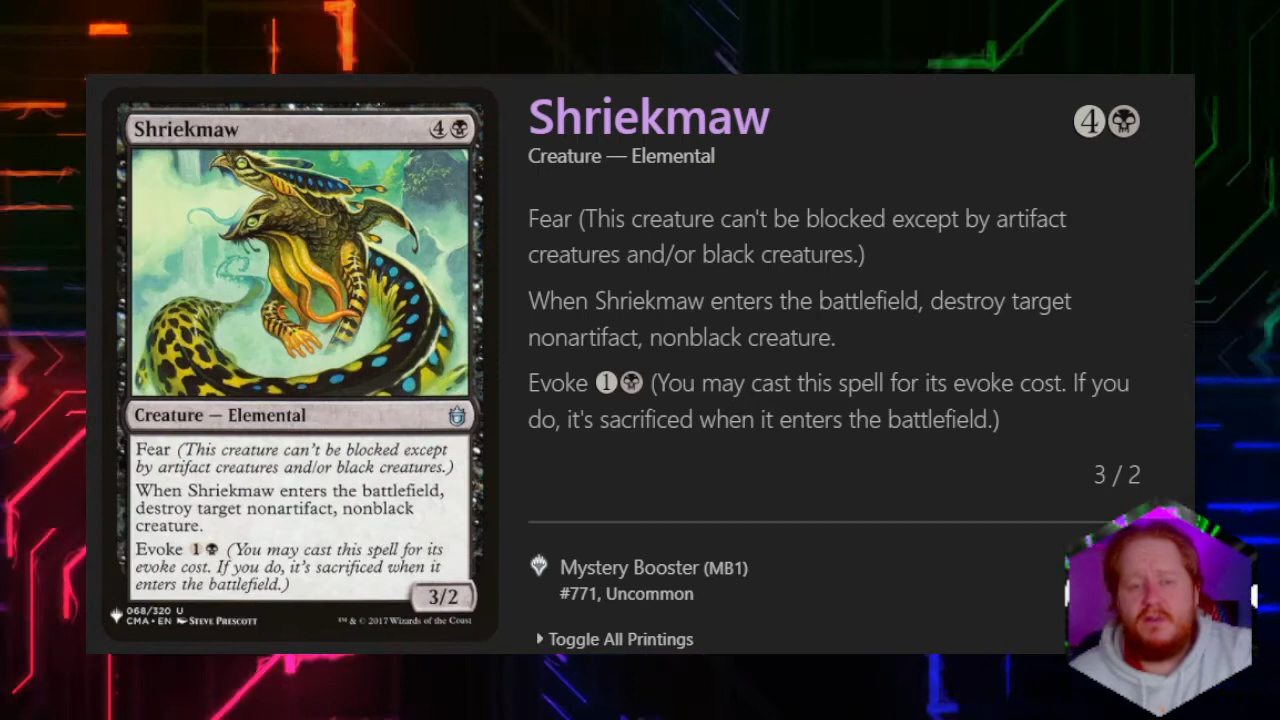 Shriekmaw 4
Creature — Elemental
Fear (This creature can't be blocked except
by artifact creatures and/or black creatures.)
When Shriekmaw enters the battlefield,
destroy target nonartifact, nonblack
creature.
Evoke 1 (You may cast this spell for its
evoke cost. If you do, it's sacrificed when it
enters the battlefield.)
3/2
068/320 U
CMA • EN Steve Prescott
™ & © 2017 Wizards of the Coast
Shriekmaw 4
Creature — Elemental
Fear (This creature can't be blocked except by artifact
creatures and/or black creatures.)
When Shriekmaw enters the battlefield, destroy target
nonartifact, nonblack creature.
Evoke 1 (You may cast this spell for its evoke cost. If you
do, it's sacrificed when it enters the battlefield.)
3 / 2
Mystery Booster (MB1)
#771, Uncommon
Toggle All Printings